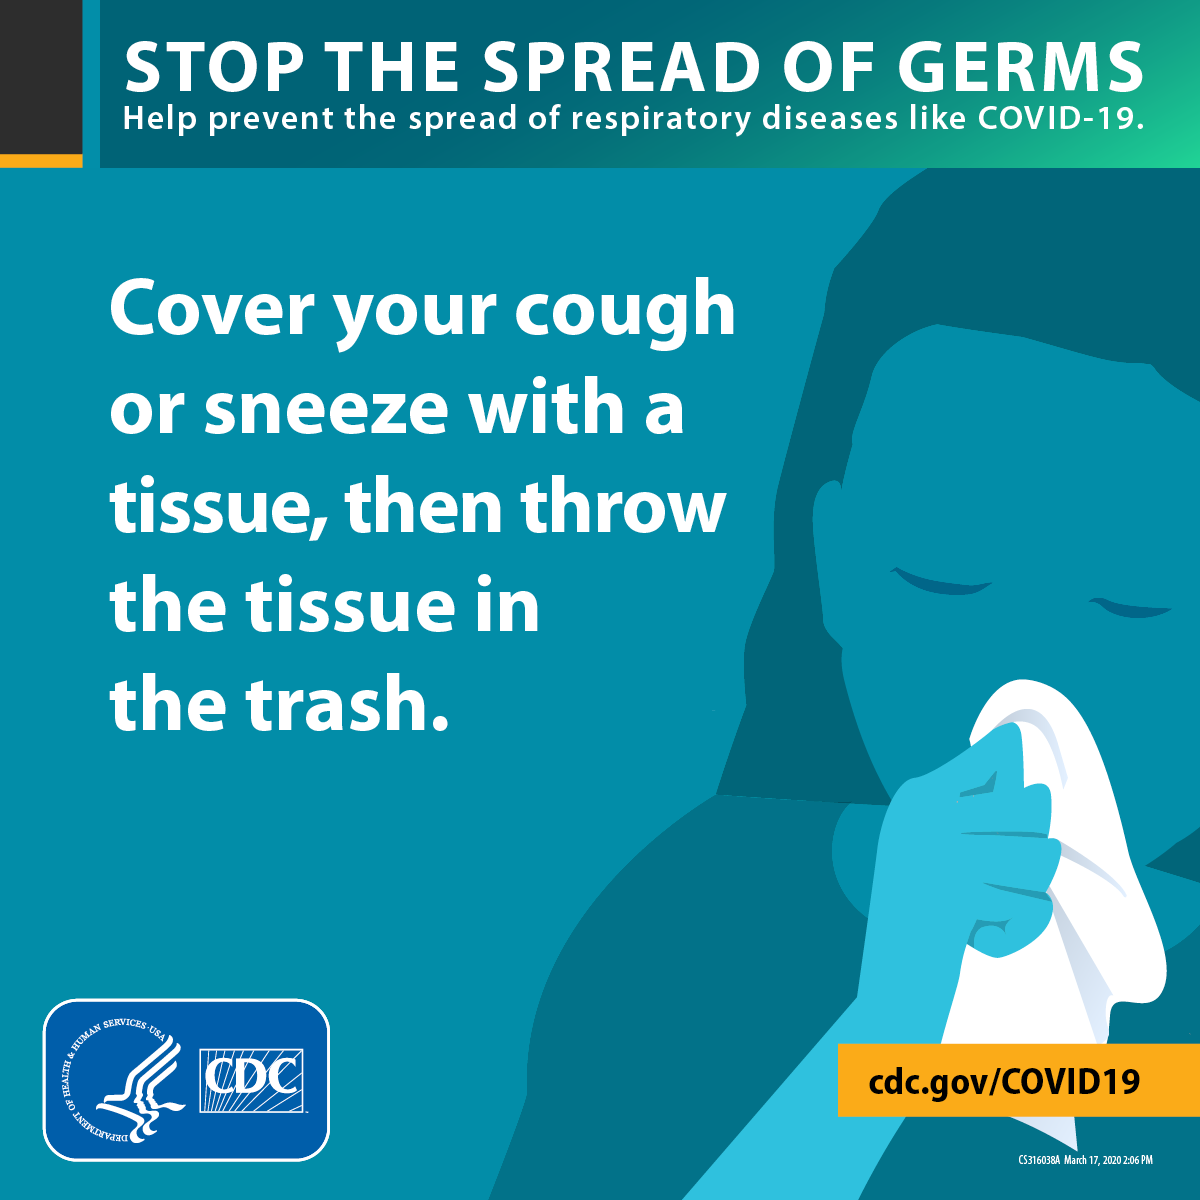 STOP THE SPREAD OF GERMS
Help prevent the spread of respiratory diseases like COVID-19.
Cover your cough
or sneeze with a
tissue, then throw
the tissue in
the trash.
DEPARTMENT OF HEALTH & HUMAN SERVICES·USA
CDC
cdc.gov/COVID19
CS316038A March 17, 2020 2:06 PM